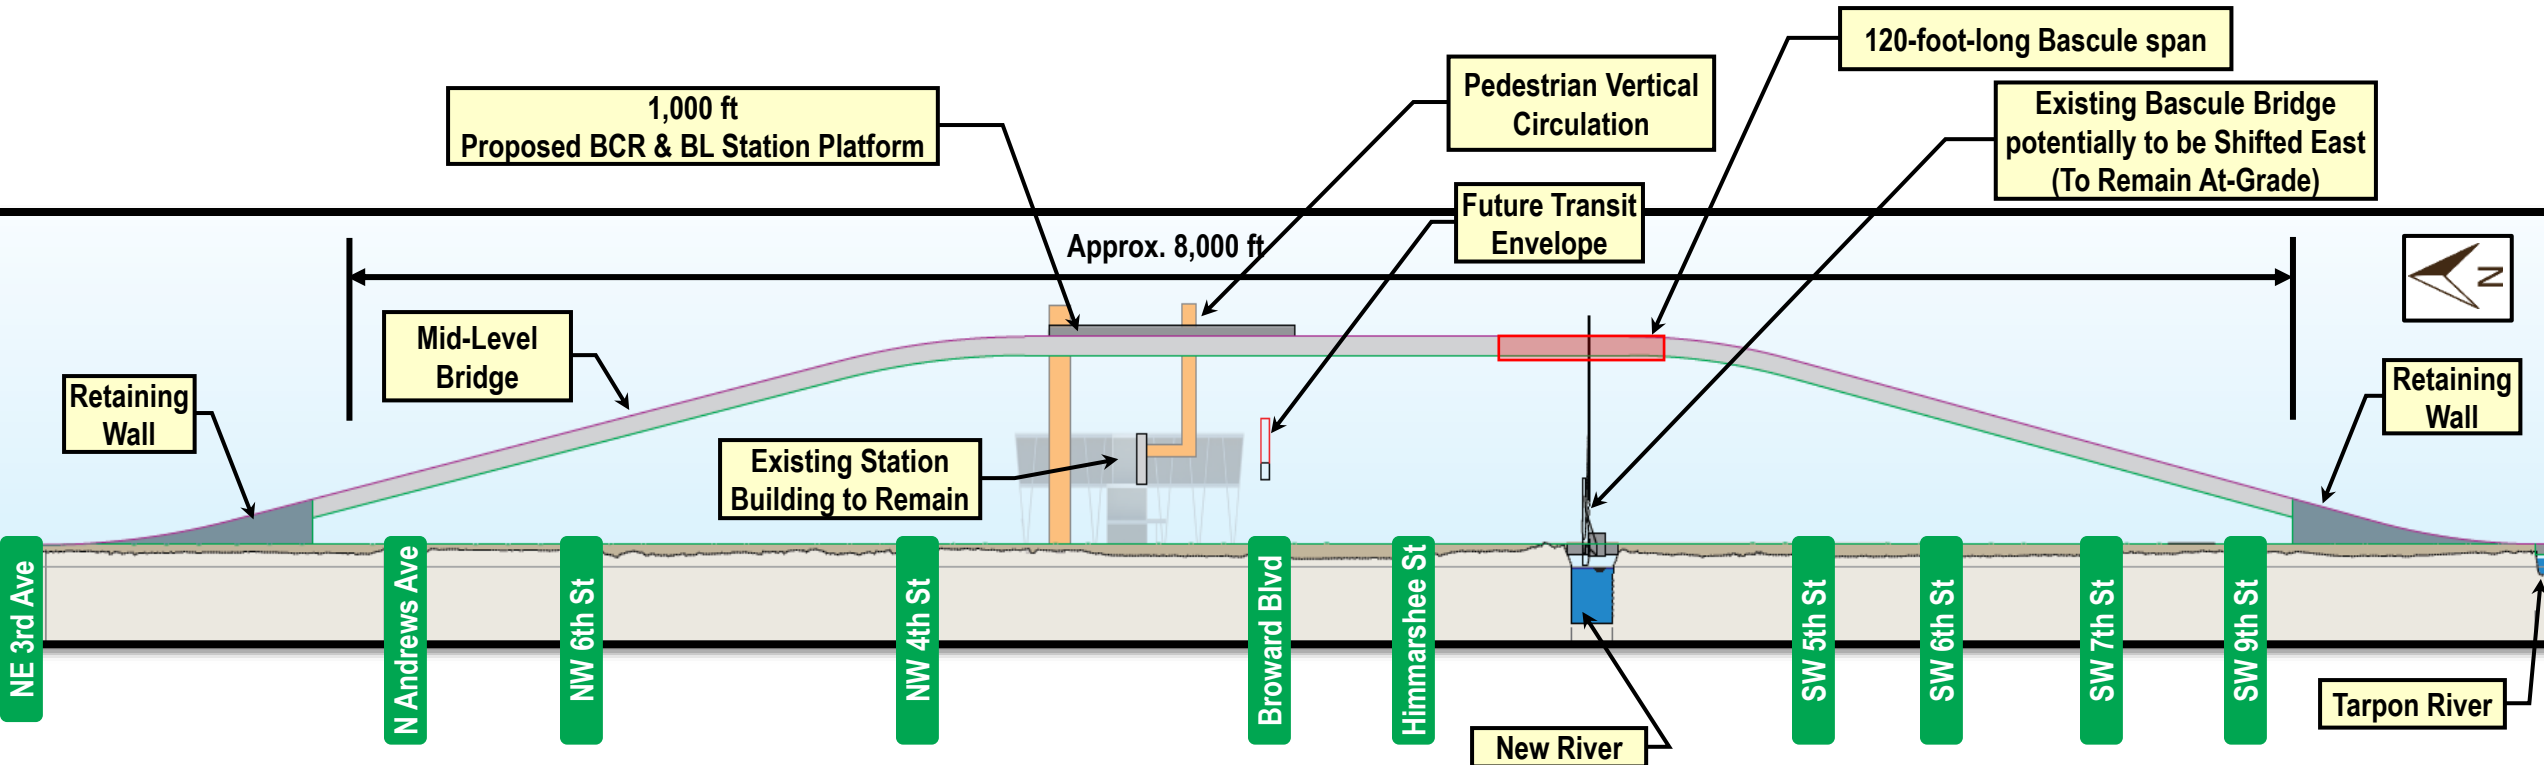 120-foot-long Bascule span
Pedestrian Vertical
Circulation
Existing Bascule Bridge
potentially to be Shifted East
(To Remain At-Grade)
1,000 ft
Proposed BCR & BL Station Platform
Future Transit
Envelope
Approx. 8,000 ft
N
Mid-Level
Bridge
Retaining
Wall
Retaining
Wall
Existing Station
Building to Remain
NE 3rd Ave
N Andrews Ave
NW 6th St
NW 4th St
Broward Blvd
Himmarshee St
SW 5th St
SW 6th St
SW 7th St
SW 9th St
Tarpon River
New River